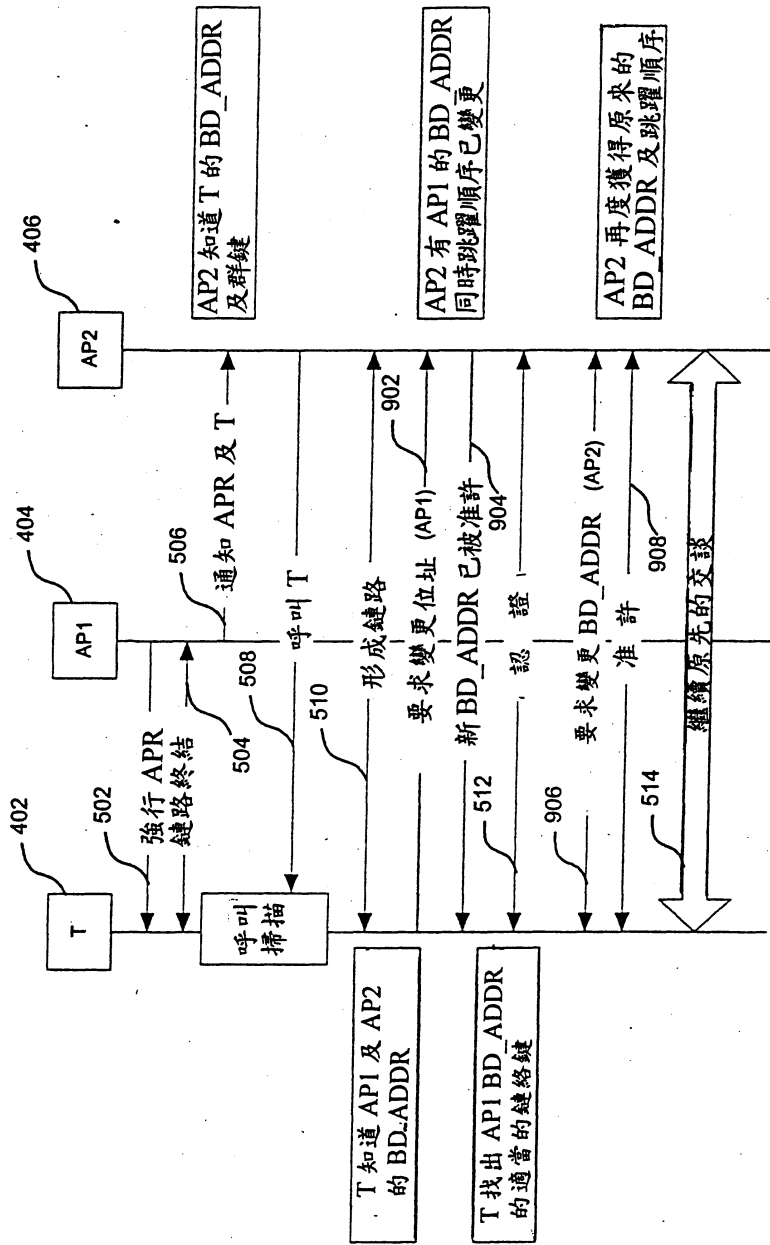 T
402
AP1
404
AP2
406
502
強行 APR
鏈路終結
504
506
通知 APR 及 T
AP2 知道 T 的 BD_ADDR
及群鍵
呼叫
掃描
508
呼叫 T
T 知道 AP1 及 AP2
的 BD_ADDR
510
形成鏈路
要求變更位址 (AP1)
902
AP2 有 AP1 的 BD_ADDR
同時跳躍順序已變更
新 BD_ADDR 已被准許
904
T 找出 AP1 BD_ADDR
的適當的鏈絡鍵
512
認 證
906
要求變更 BD_ADDR (AP2)
准 許
908
AP2 再度獲得原來的
BD_ADDR 及跳躍順序
514
繼續原先的交談